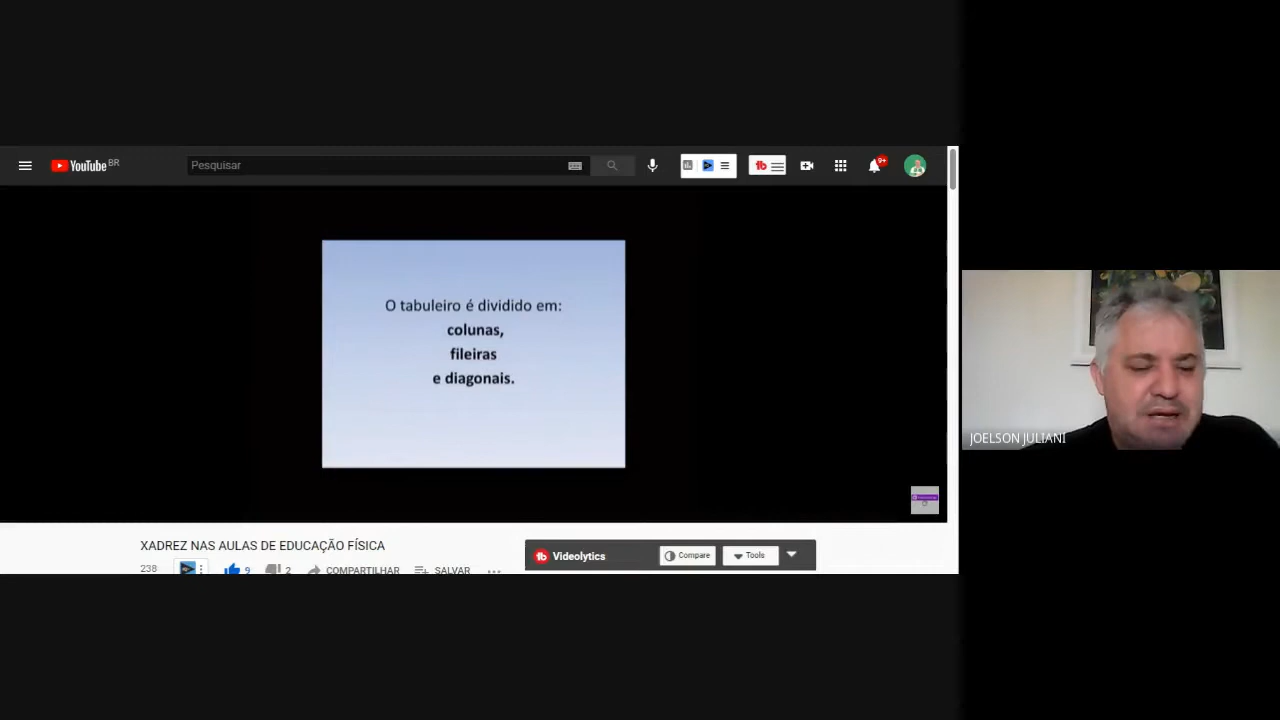 YouTube BR
Pesquisar
9+
O tabuleiro é dividido em:
colunas,
fileiras
e diagonais.
JOELSON JULIANI
XADREZ NAS AULAS DE EDUCAÇÃO FÍSICA
Videolytics
Compare
Tools
238
9
2
COMPARTILHAR
SALVAR